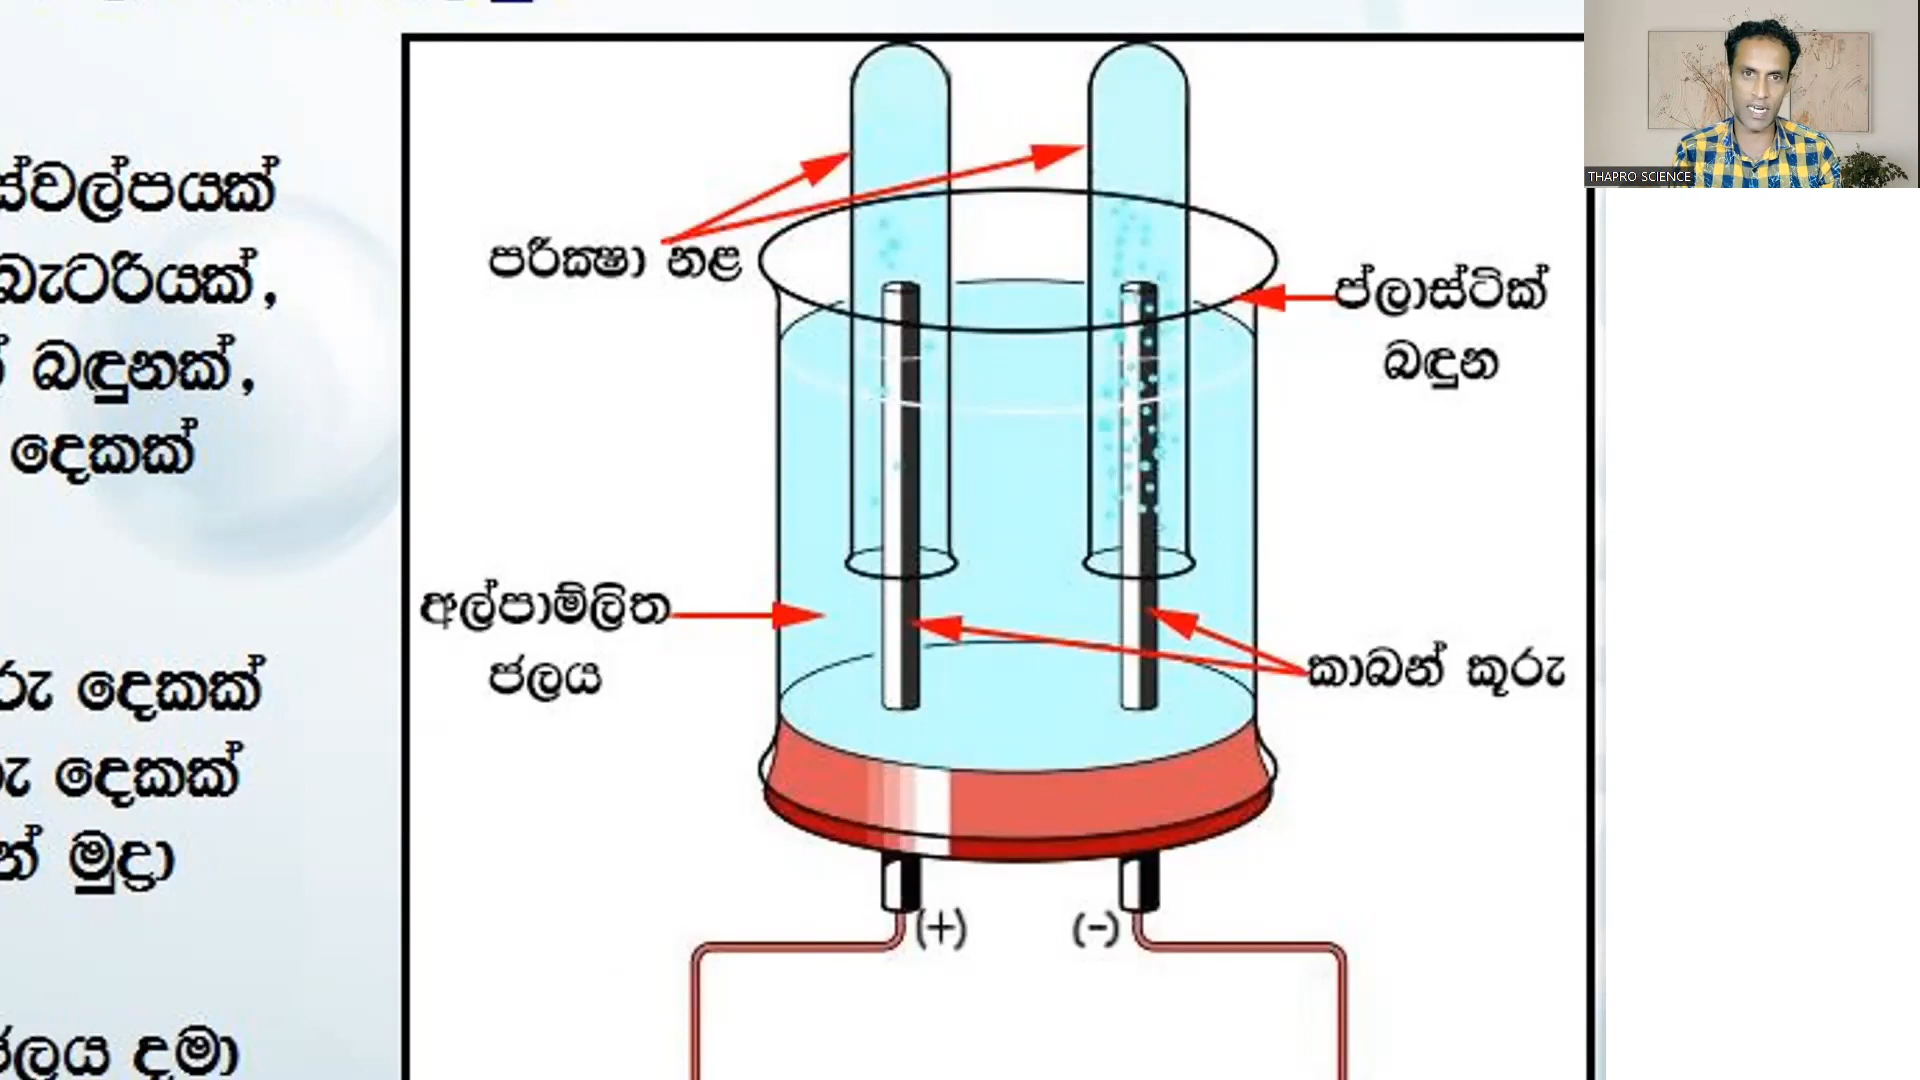 ස්වල්පයක්
බැටරියක්,
බඳුනක්,
දෙකක්
රු දෙකක්
දෙකක්
න් මුද්‍රා
ජලය දමා
පරීක්‍ෂා නළ
ප්ලාස්ටික්
බඳුන
අල්පාම්ලිත
ජලය
කාබන් කූරු
(+)
(-)
THAPRO SCIENCE